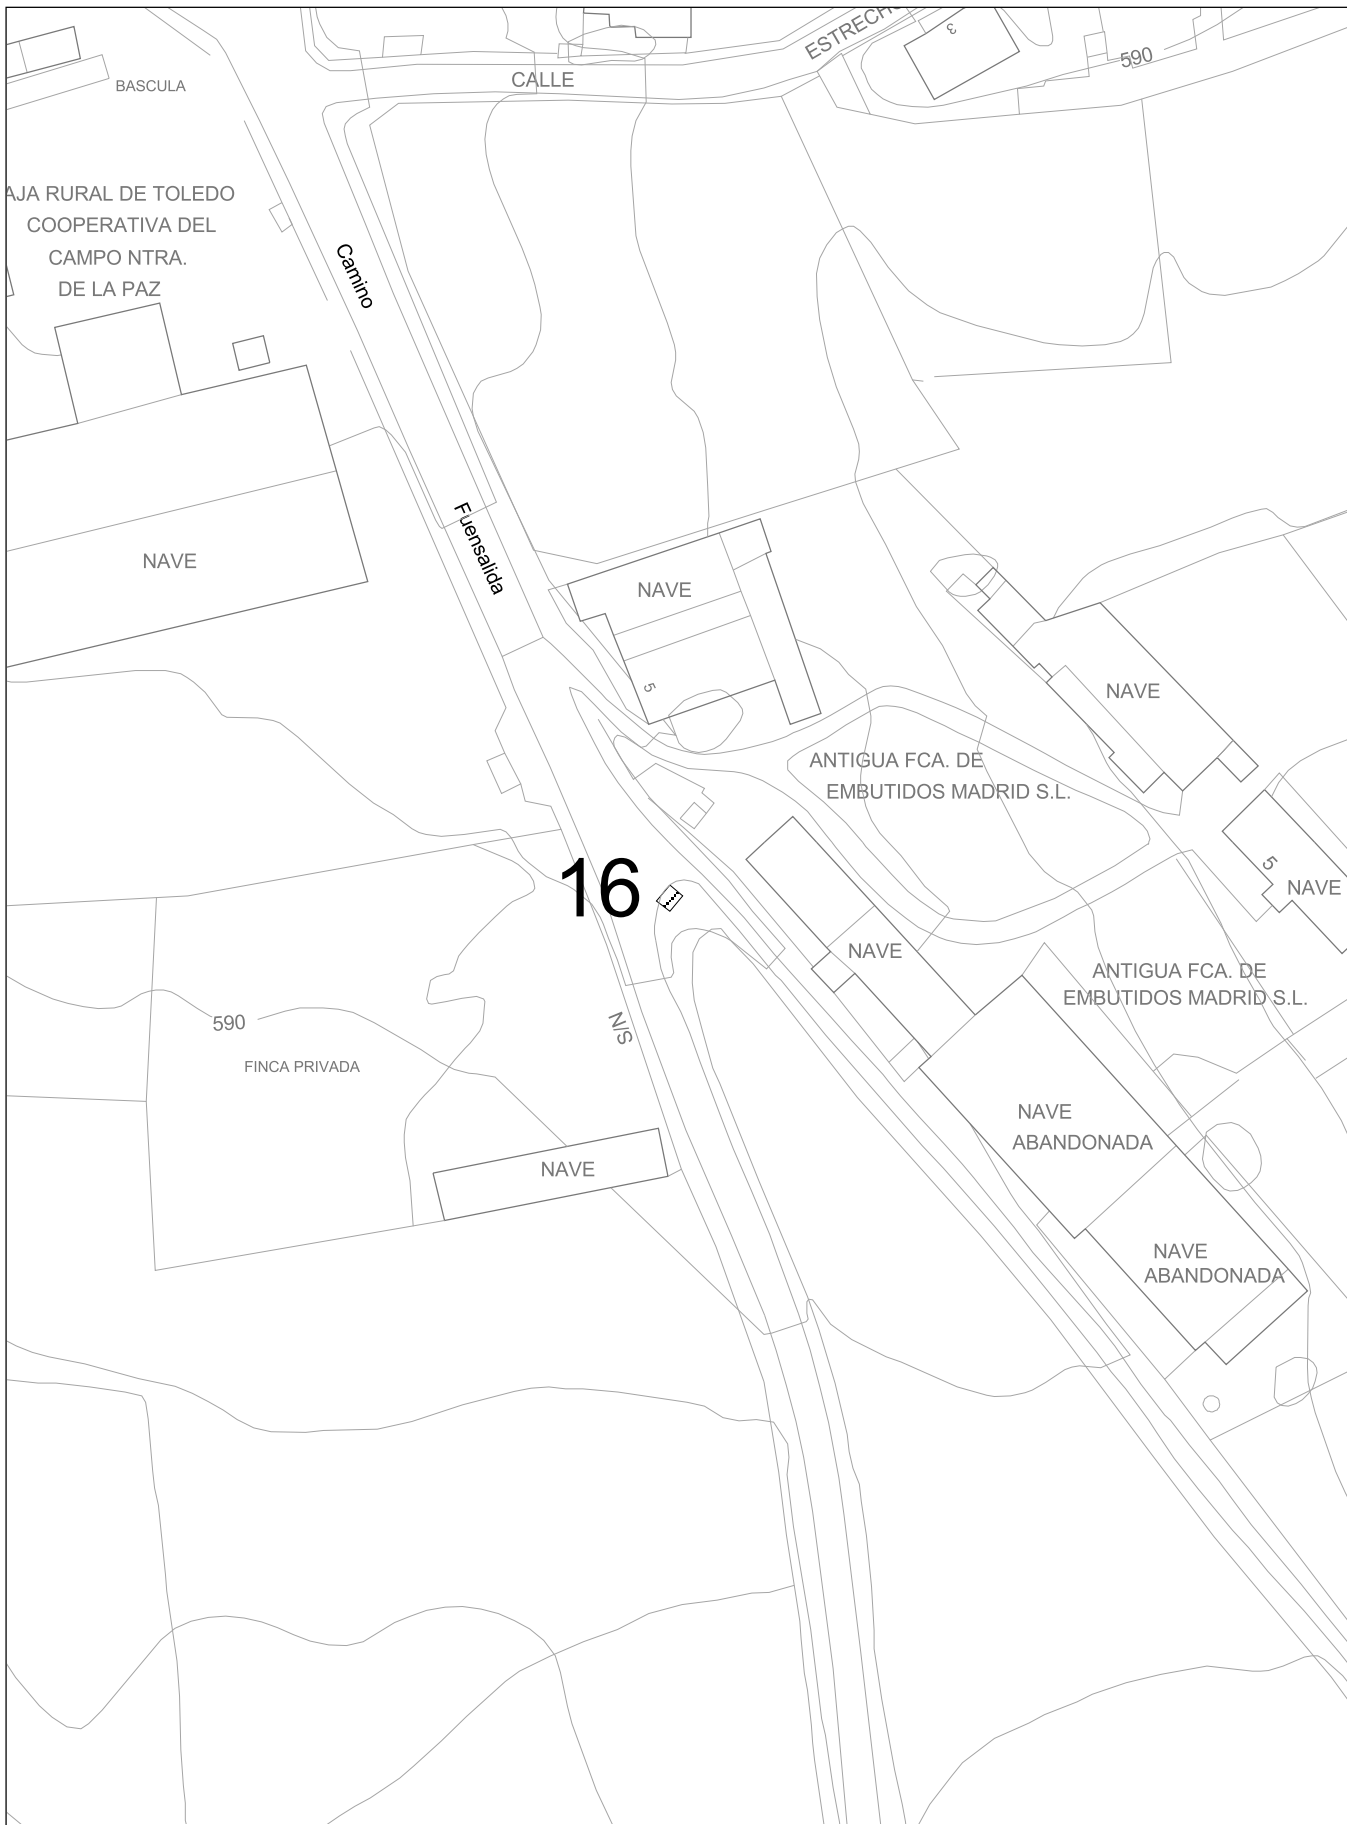 ESTRECHO
3
590
CALLE
BASCULA
AJA RURAL DE TOLEDO
COOPERATIVA DEL
CAMPO NTRA.
DE LA PAZ
Camino
Fuensalida
NAVE
NAVE
5
NAVE
ANTIGUA FCA. DE
EMBUTIDOS MADRID S.L.
5
NAVE
16
NAVE
ANTIGUA FCA. DE
EMBUTIDOS MADRID S.L.
590
N/S
FINCA PRIVADA
NAVE
ABANDONADA
NAVE
NAVE
ABANDONADA